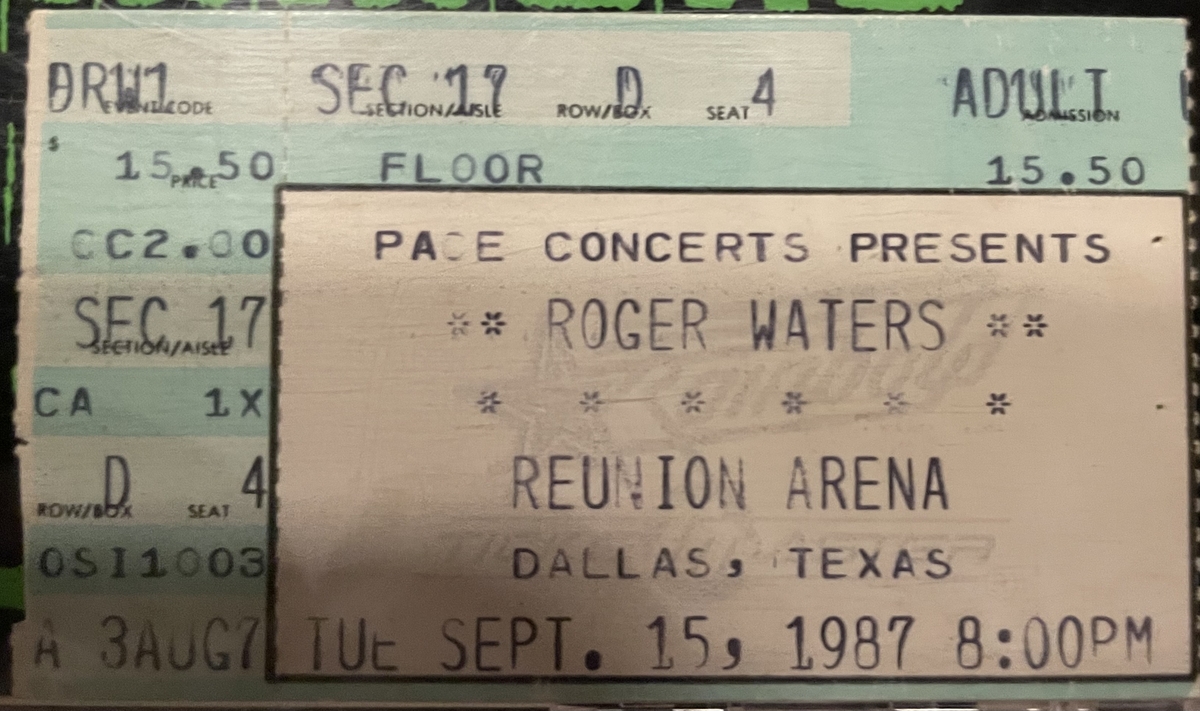 DRW1 SEC 17 D 4 ADULT
EVENT CODE SECTION/AISLE ROW/BOX SEAT ADMISSION
$ 15.50 FLOOR 15.50
PRICE
CC2.00
PACE CONCERTS PRESENTS
SEC 17
SECTION/AISLE
** ROGER WATERS **
CA 1X
* * * * * *
D 4
ROW/BOX SEAT
REUNION ARENA
OSI1003
DALLAS, TEXAS
A 3AUG7
TUE SEPT. 15, 1987 8:00PM